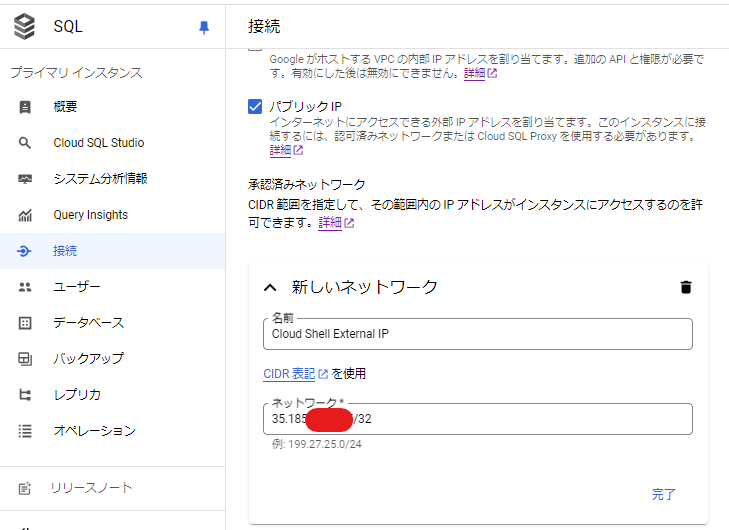 SQL
プライマリ インスタンス
概要
Cloud SQL Studio
システム分析情報
Query Insights
接続
ユーザー
データベース
バックアップ
レプリカ
オペレーション
リリースノート
接続
Google がホストする VPC の内部 IP アドレスを割り当てます。追加の API と権限が必要で
す。有効にした後は無効にできません。詳細
パブリック IP
インターネットにアクセスできる外部 IP アドレスを割り当てます。このインスタンスに接
続するには、認可済みネットワークまたは Cloud SQL Proxy を使用する必要があります。
詳細
承認済みネットワーク
CIDR 範囲を指定して、その範囲内の IP アドレスがインスタンスにアクセスするのを許
可できます。詳細
新しいネットワーク
名前
Cloud Shell External IP
CIDR 表記 を使用
ネットワーク *
35.185 /32
例: 199.27.25.0/24
完了